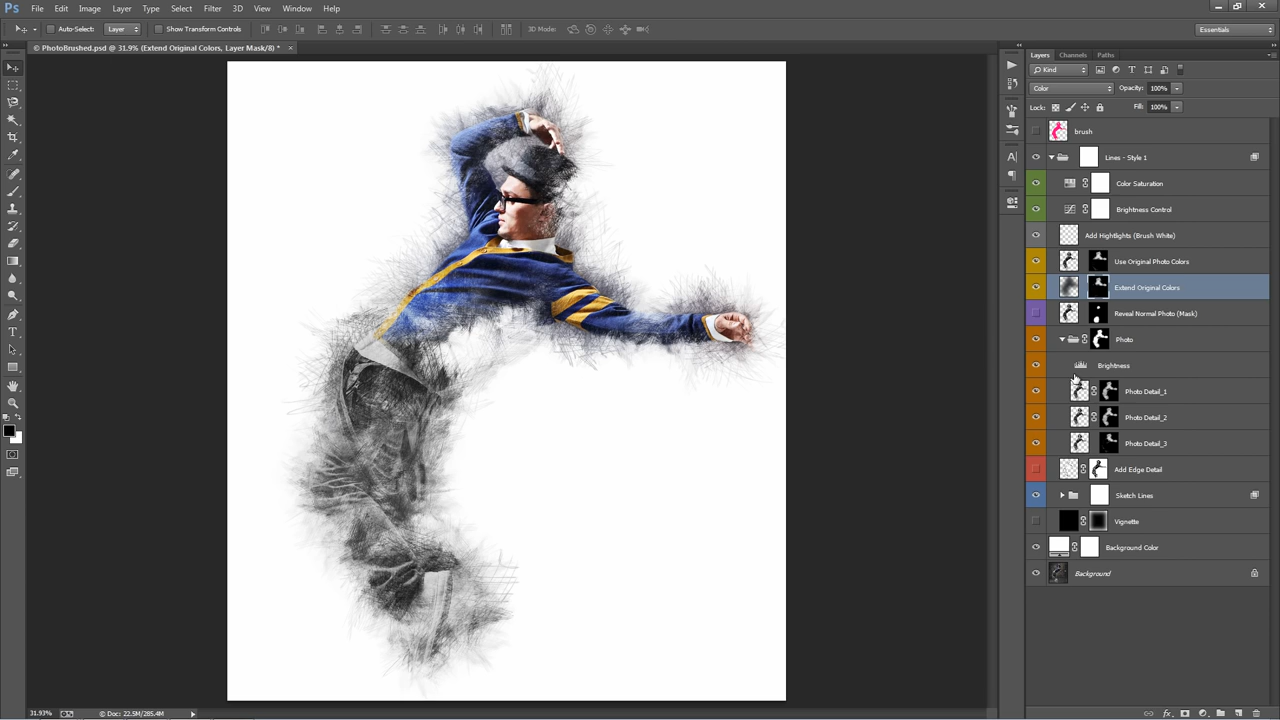 Ps File Edit Image Layer Type Select Filter 3D View Window Help
Auto-Select: Layer Show Transform Controls 3D Mode: Essentials
© PhotoBrushed.psd @ 31.9% (Extend Original Colors, Layer Mask/8) * ×
Layers Channels Paths
Kind
Color Opacity: 100%
Lock: Fill: 100%
brush
Lines - Style 1
Color Saturation
Brightness Control
Add Hightlights (Brush White)
Use Original Photo Colors
Extend Original Colors
Reveal Normal Photo (Mask)
Photo
Brightness
Photo Detail_1
Photo Detail_2
Photo Detail_3
Add Edge Detail
Sketch Lines
Vignette
Background Color
Background
31.93% © Doc: 22.5M/285.4M